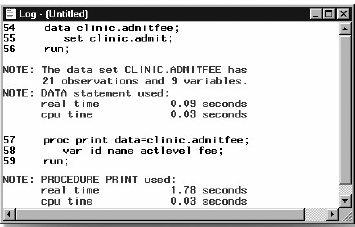 Log - (Untitled)
54 data clinic.admitfee;
55 set clinic.admit;
56 run;
NOTE: The data set CLINIC.ADMITFEE has
21 observations and 9 variables.
NOTE: DATA statement used:
real time 0.09 seconds
cpu time 0.03 seconds
57 proc print data=clinic.admitfee;
58 var id name actlevel fee;
59 run;
NOTE: PROCEDURE PRINT used:
real time 1.78 seconds
cpu time 0.03 seconds